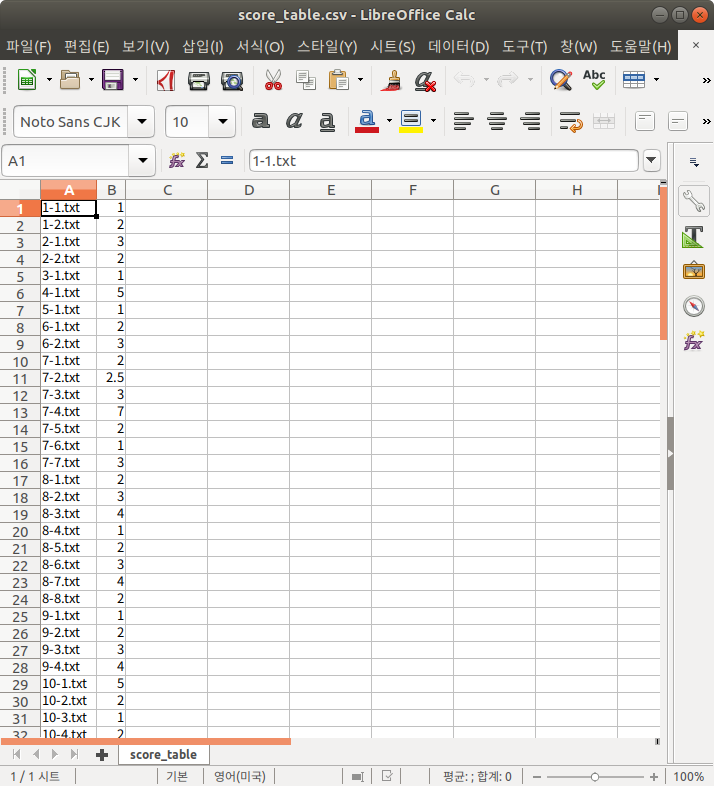 score_table.csv - LibreOffice Calc
파일(F) 편집(E) 보기(V) 삽입(I) 서식(O) 스타일(Y) 시트(S) 데이터(D) 도구(T) 창(W) 도움말(H)
Abc
Noto Sans CJK 10
A1 1-1.txt
A B C D E F G H
1 1-1.txt 1
2 1-2.txt 2
3 2-1.txt 3
4 2-2.txt 2
5 3-1.txt 1
6 4-1.txt 5
7 5-1.txt 1
8 6-1.txt 2
9 6-2.txt 3
10 7-1.txt 2
11 7-2.txt 2.5
12 7-3.txt 3
13 7-4.txt 7
14 7-5.txt 2
15 7-6.txt 1
16 7-7.txt 3
17 8-1.txt 2
18 8-2.txt 3
19 8-3.txt 4
20 8-4.txt 1
21 8-5.txt 2
22 8-6.txt 3
23 8-7.txt 4
24 8-8.txt 2
25 9-1.txt 1
26 9-2.txt 2
27 9-3.txt 3
28 9-4.txt 4
29 10-1.txt 5
30 10-2.txt 2
31 10-3.txt 1
32 10-4.txt 2
score_table
1 / 1 시트 기본 영어(미국) 평균: ; 합계: 0 100%